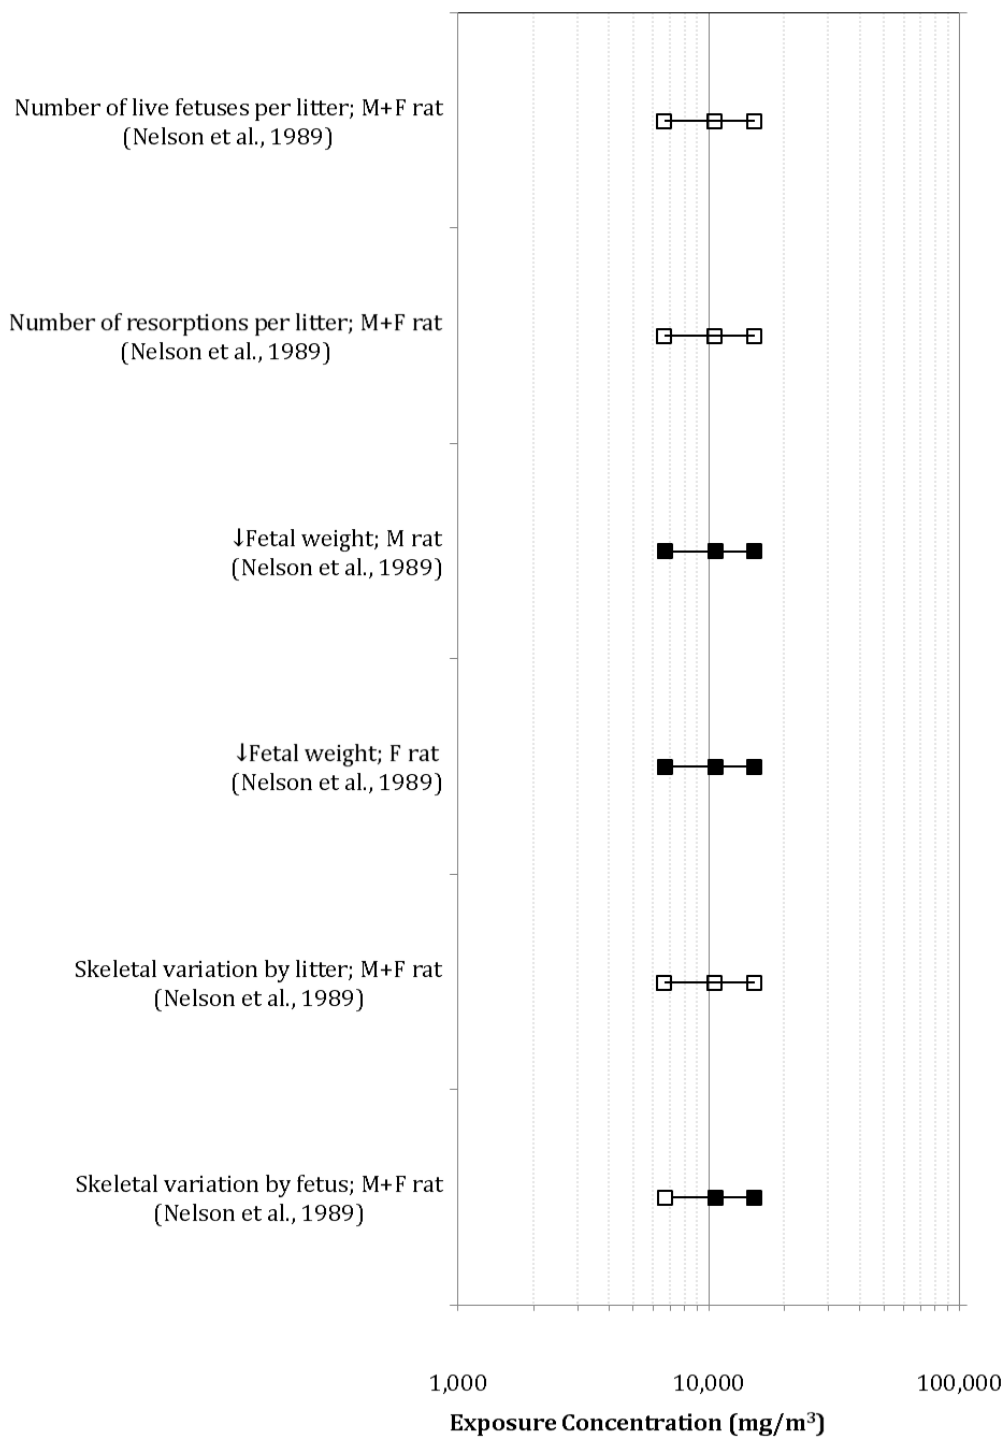 Number of live fetuses per litter; M+F rat
(Nelson et al., 1989)
Number of resorptions per litter; M+F rat
(Nelson et al., 1989)
↓Fetal weight; M rat
(Nelson et al., 1989)
↓Fetal weight; F rat
(Nelson et al., 1989)
Skeletal variation by litter; M+F rat
(Nelson et al., 1989)
Skeletal variation by fetus; M+F rat
(Nelson et al., 1989)
1,000 10,000 100,000
Exposure Concentration (mg/m³)